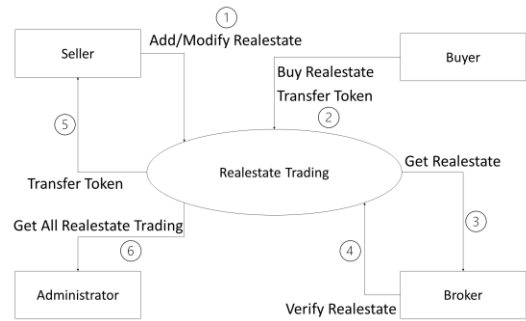 ①
Add/Modify Realestate
Seller
Buyer
Buy Realestate
Transfer Token
②
⑤
Get Realestate
Realestate Trading
Transfer Token
Get All Realestate Trading
③
④
⑥
Administrator
Verify Realestate
Broker